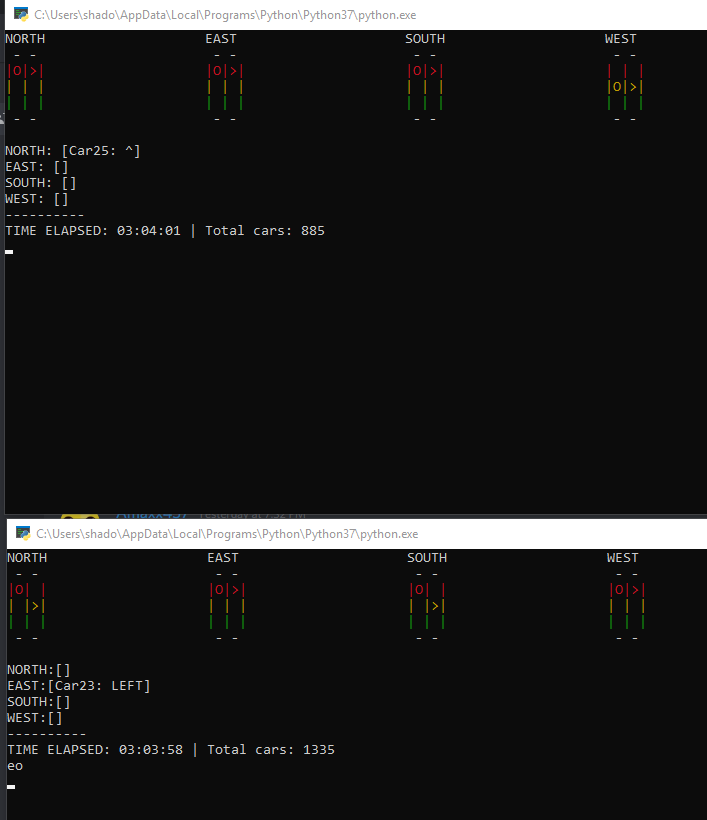 C:\Users\shado\AppData\Local\Programs\Python\Python37\python.exe
NORTH EAST SOUTH WEST
- - - - - - - -
|O|>| |O|>| |O|>| | | |
| | | | | | | | | |O|>|
| | | | | | | | | | | |
- - - - - - - -
NORTH: [Car25: ^]
EAST: []
SOUTH: []
WEST: []
----------
TIME ELAPSED: 03:04:01 | Total cars: 885
C:\Users\shado\AppData\Local\Programs\Python\Python37\python.exe
NORTH EAST SOUTH WEST
- - - - - - - -
|O| | |O|>| |O| | |O|>|
| |>| | | | | |>| | | |
| | | | | | | | | | | |
- - - - - - - -
NORTH:[]
EAST:[Car23: LEFT]
SOUTH:[]
WEST:[]
----------
TIME ELAPSED: 03:03:58 | Total cars: 1335
eo